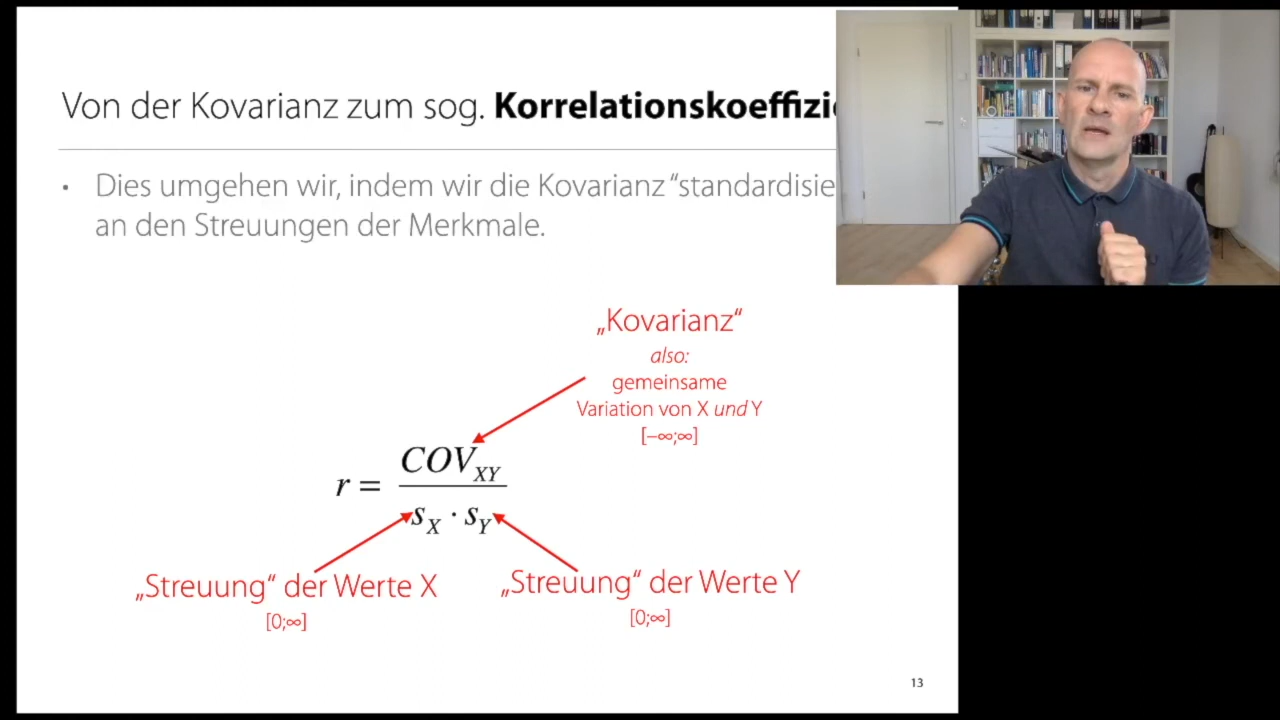 Von der Kovarianz zum sog. Korrelationskoeffizi
• Dies umgehen wir, indem wir die Kovarianz “standardisie
an den Streuungen der Merkmale.
„Kovarianz“
also:
gemeinsame
Variation von X und Y
[−∞;∞]
r = COV_XY / s_X · s_Y
„Streuung“ der Werte X
[0;∞]
„Streuung“ der Werte Y
[0;∞]
13